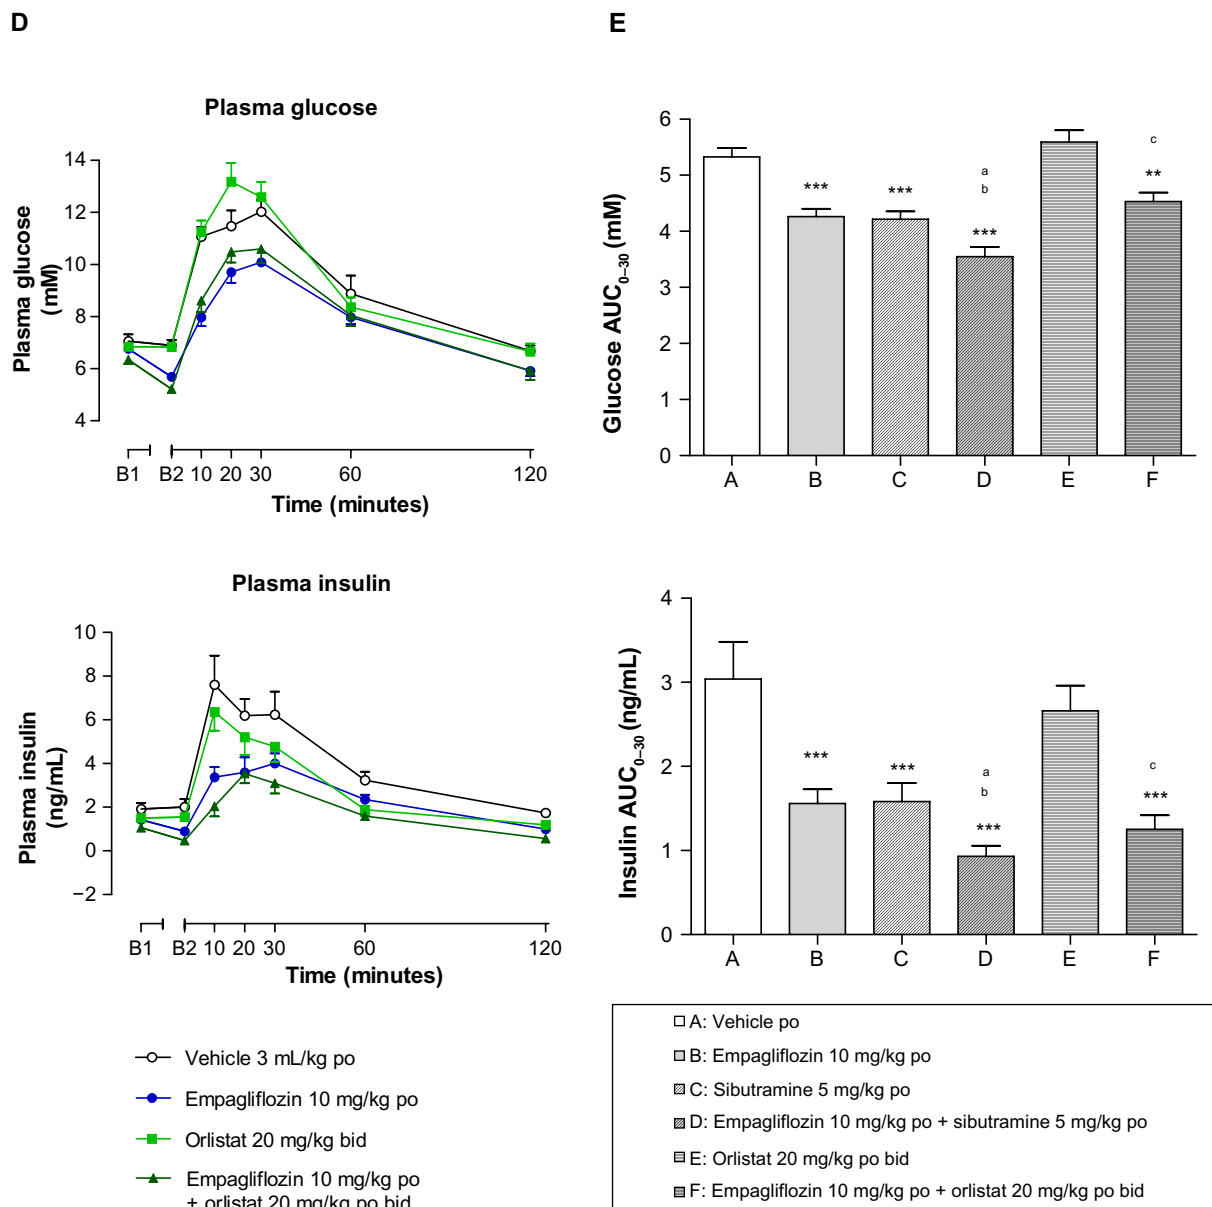 D
Plasma glucose
Plasma glucose
(mM)
14
12
10
8
6
4
B1 B2 10 20 30 60 120
Time (minutes)
Plasma insulin
Plasma insulin
(ng/mL)
10
8
6
4
2
0
−2
B1 B2 10 20 30 60 120
Time (minutes)
Vehicle 3 mL/kg po
Empagliflozin 10 mg/kg po
Orlistat 20 mg/kg bid
Empagliflozin 10 mg/kg po
+ orlistat 20 mg/kg po bid
E
Glucose AUC0–30 (mM)
6
5
4
3
2
1
0
***
***
a
b
***
c
**
A B C D E F
Insulin AUC0–30 (ng/mL)
4
3
2
1
0
***
***
a
b
***
c
***
A B C D E F
A: Vehicle po
B: Empagliflozin 10 mg/kg po
C: Sibutramine 5 mg/kg po
D: Empagliflozin 10 mg/kg po + sibutramine 5 mg/kg po
E: Orlistat 20 mg/kg po bid
F: Empagliflozin 10 mg/kg po + orlistat 20 mg/kg po bid